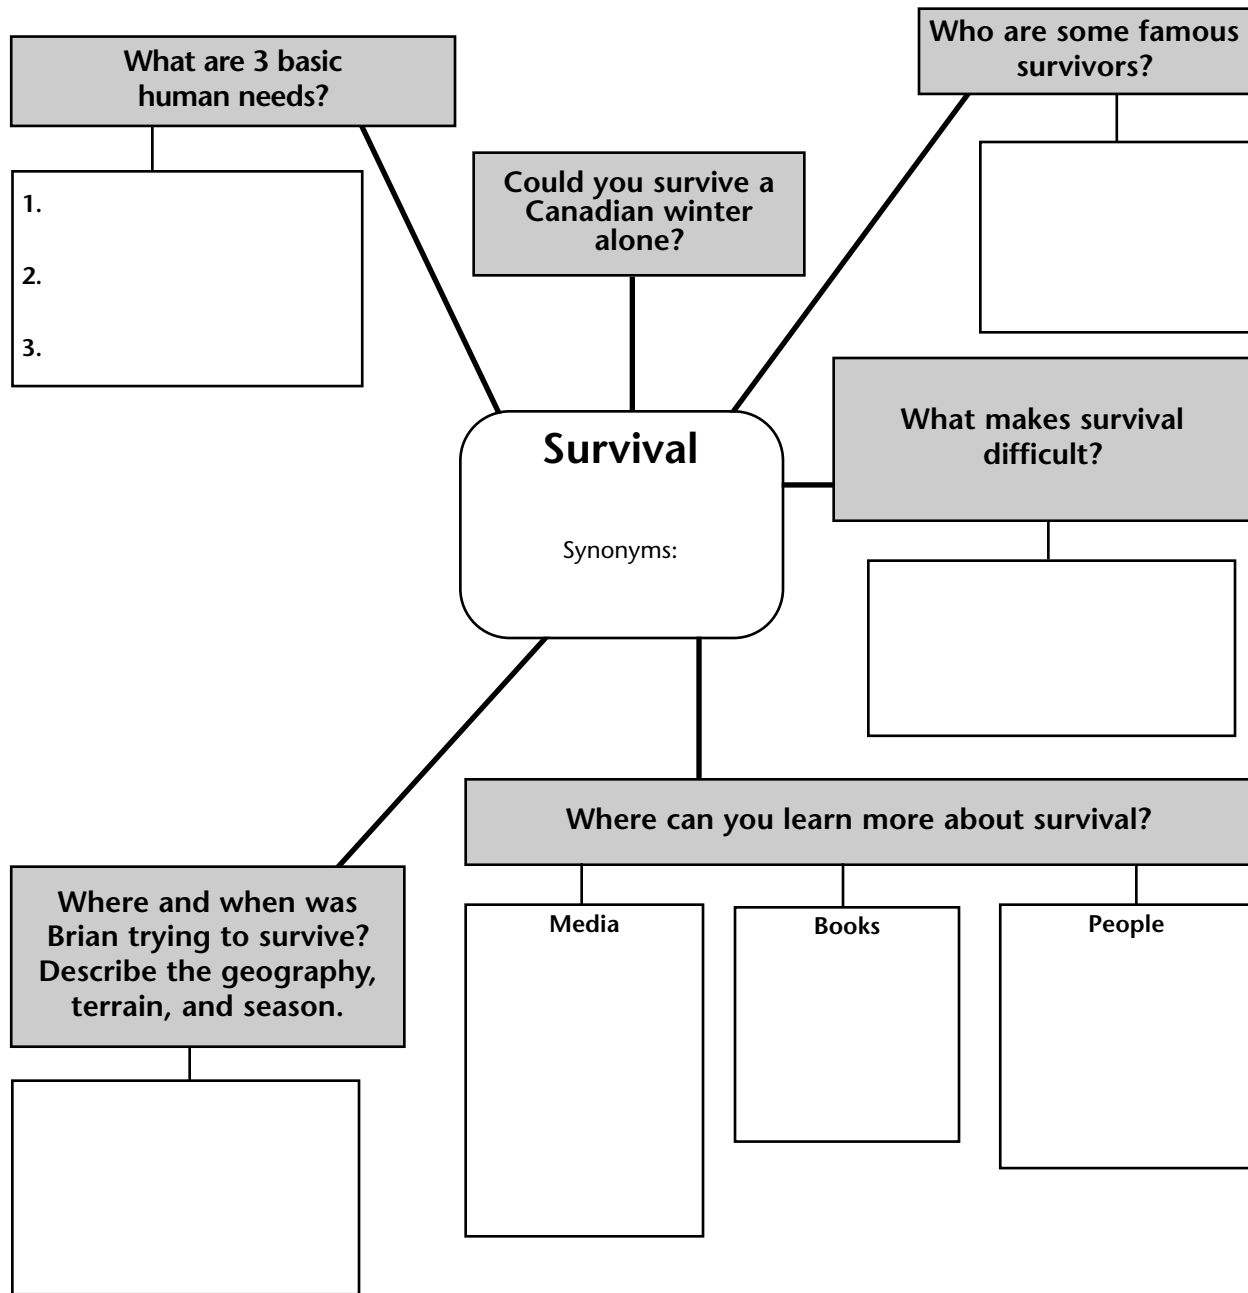 What are 3 basic
human needs?
1.
2.
3.
Could you survive a
Canadian winter
alone?
Who are some famous
survivors?
What makes survival
difficult?
Survival
Synonyms:
Where can you learn more about survival?
Media
Books
People
Where and when was
Brian trying to survive?
Describe the geography,
terrain, and season.